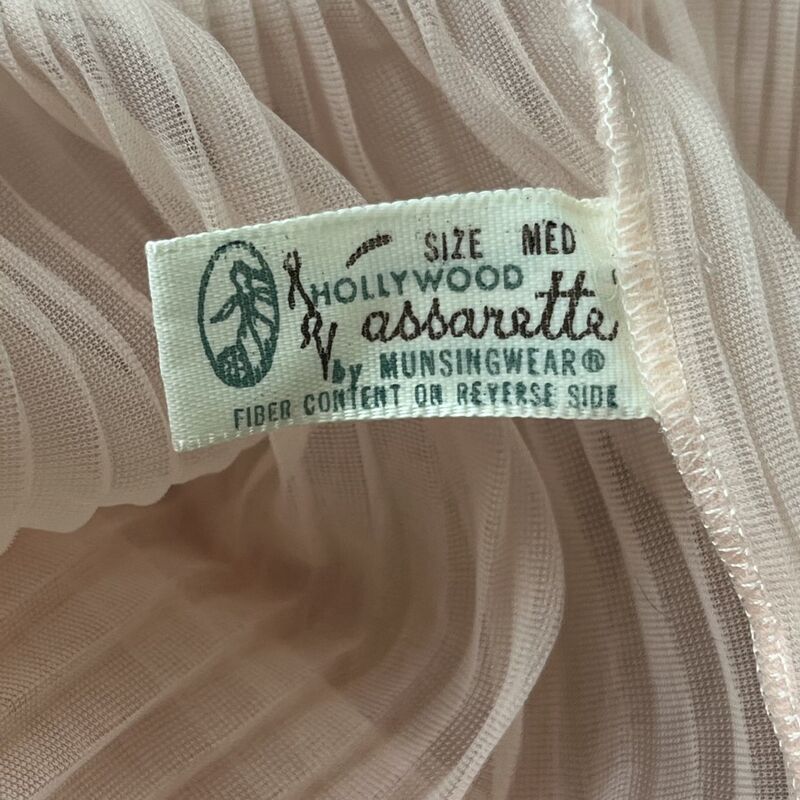 SIZE MED
HOLLYWOOD
Vassarette
by MUNSINGWEAR®
FIBER CONTENT ON REVERSE SIDE